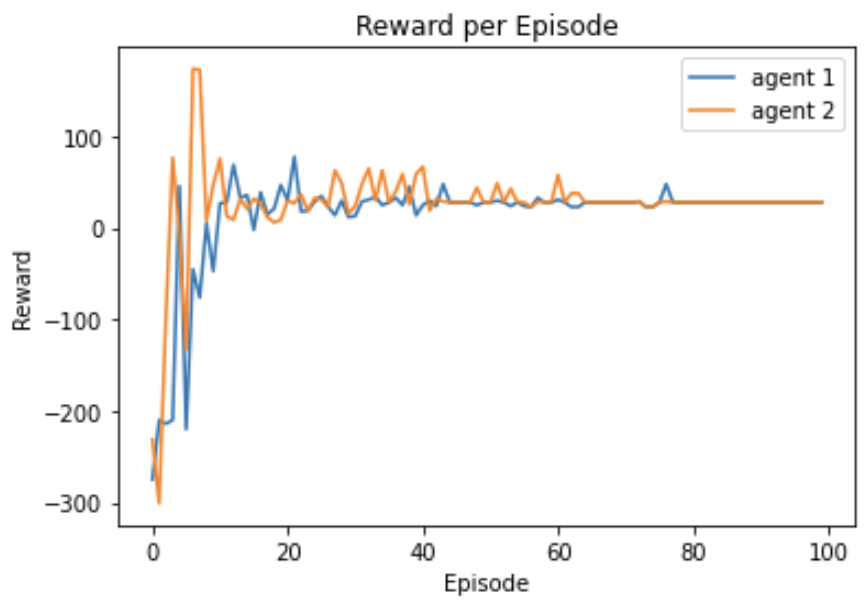 Reward per Episode
agent 1
agent 2
100
0
−100
−200
−300
Reward
0
20
40
60
80
100
Episode